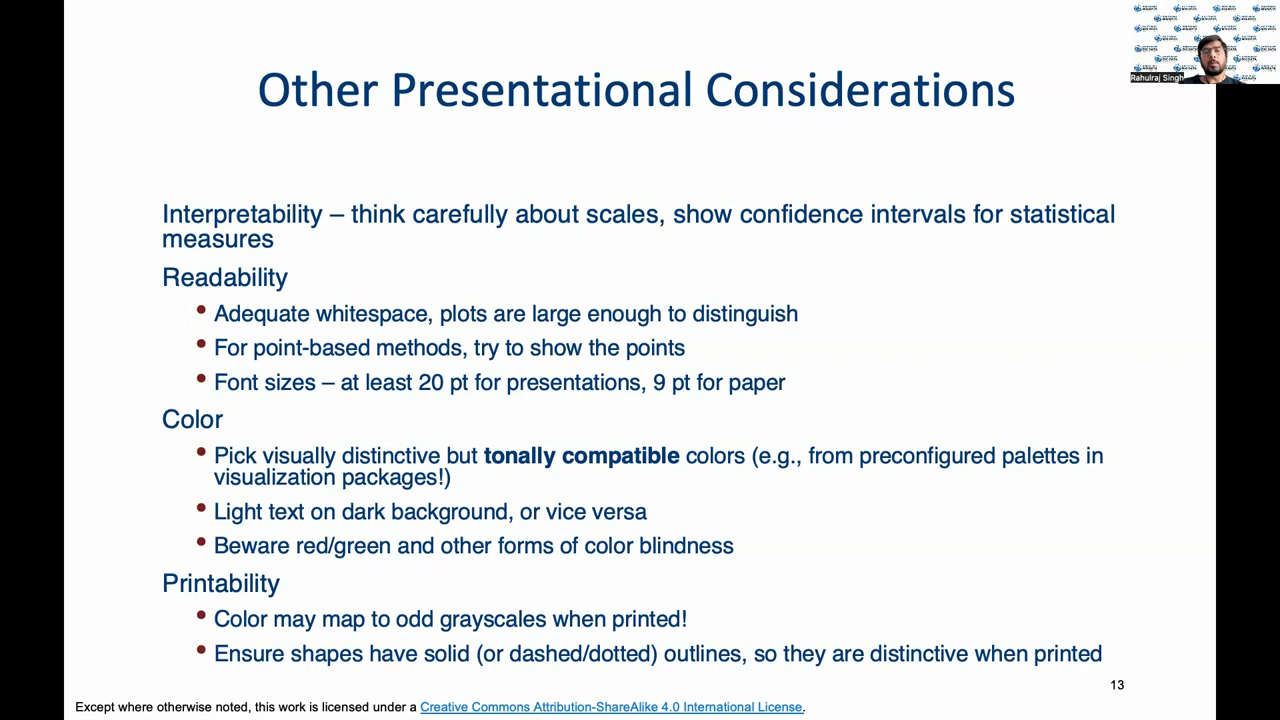 Other Presentational Considerations
Rahulraj Singh
Interpretability – think carefully about scales, show confidence intervals for statistical
measures
Readability
• Adequate whitespace, plots are large enough to distinguish
• For point-based methods, try to show the points
• Font sizes – at least 20 pt for presentations, 9 pt for paper
Color
• Pick visually distinctive but tonally compatible colors (e.g., from preconfigured palettes in
visualization packages!)
• Light text on dark background, or vice versa
• Beware red/green and other forms of color blindness
Printability
• Color may map to odd grayscales when printed!
• Ensure shapes have solid (or dashed/dotted) outlines, so they are distinctive when printed
13
Except where otherwise noted, this work is licensed under a Creative Commons Attribution-ShareAlike 4.0 International License.